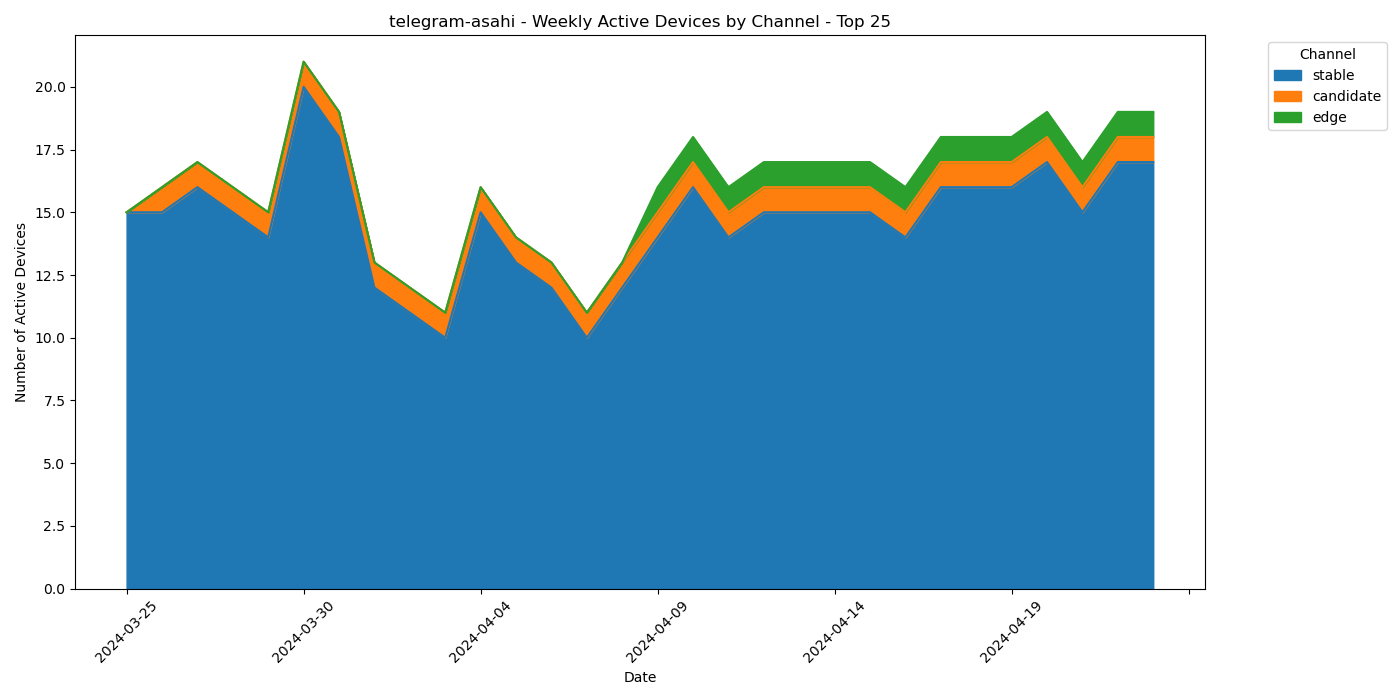 telegram-asahi - Weekly Active Devices by Channel - Top 25
Channel
stable
candidate
edge
Number of Active Devices
20.0
17.5
15.0
12.5
10.0
7.5
5.0
2.5
0.0
2024-03-25
2024-03-30
2024-04-04
2024-04-09
2024-04-14
2024-04-19
Date